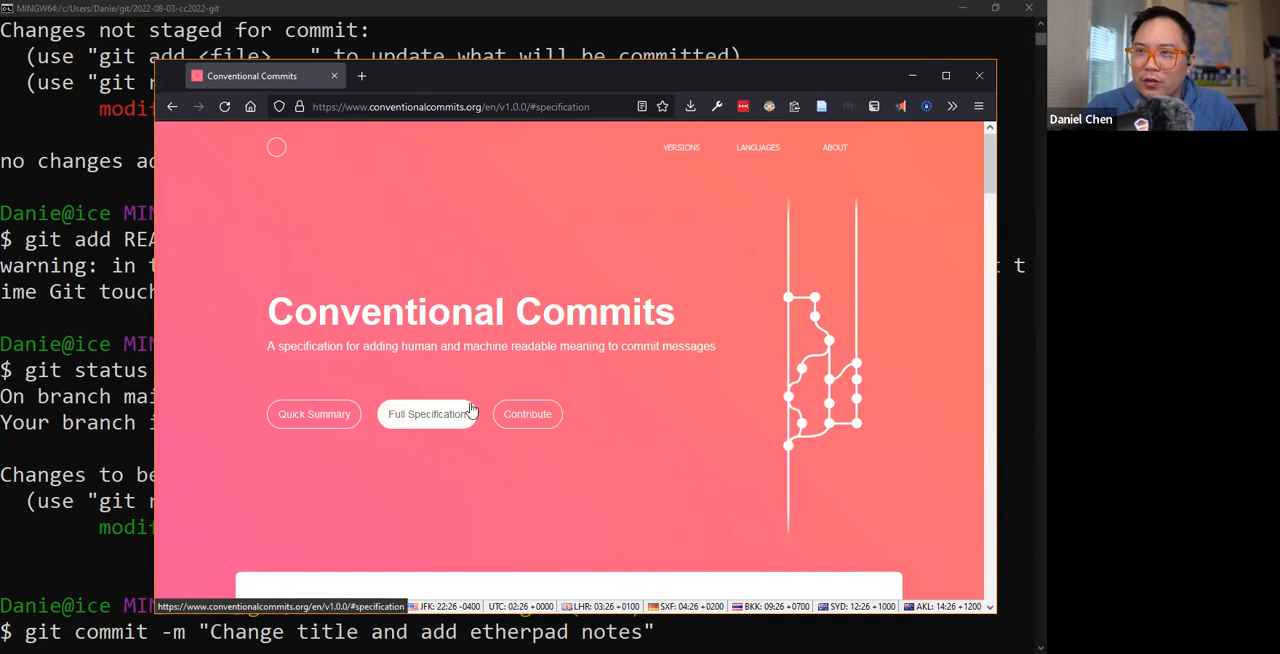 MINGW64:/c/Users/Danie/git/2022-08-03-cc2022-git
Changes not staged for commit:
(use "git add <file>..." to update what will be committed)
(use "git r
modif
no changes ad
Danie@ice MIN
$ git add REA
warning: in t
t t
ime Git touch
Danie@ice MIN
$ git status
On branch mai
Your branch i
Changes to be
(use "git r
modif
Danie@ice MIN
$ git commit -m "Change title and add etherpad notes"
Conventional Commits
https://www.conventionalcommits.org/en/v1.0.0/#specification
VERSIONS LANGUAGES ABOUT
Conventional Commits
A specification for adding human and machine readable meaning to commit messages
Quick Summary Full Specification Contribute
https://www.conventionalcommits.org/en/v1.0.0/#specification JFK: 22:26 -0400 UTC: 02:26 +0000 LHR: 03:26 +0100 SXF: 04:26 +0200 BKK: 09:26 +0700 SYD: 12:26 +1000 AKL: 14:26 +1200
Daniel Chen